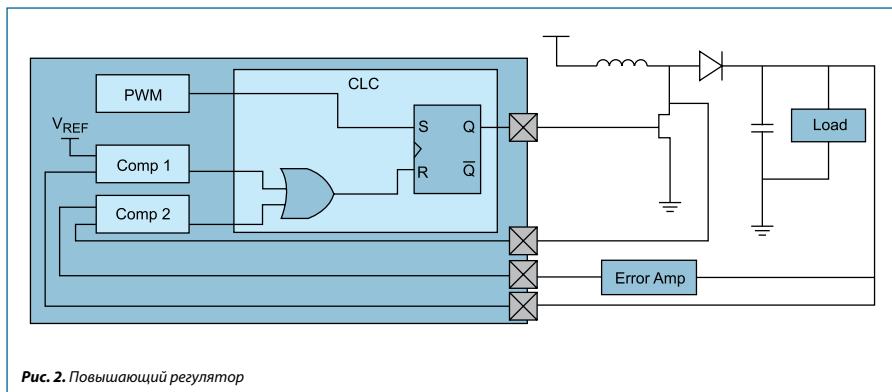 CLC
PWM
V_REF
S Q
Comp 1
R Q̅
Comp 2
Load
Error Amp
Рис. 2. Повышающий регулятор